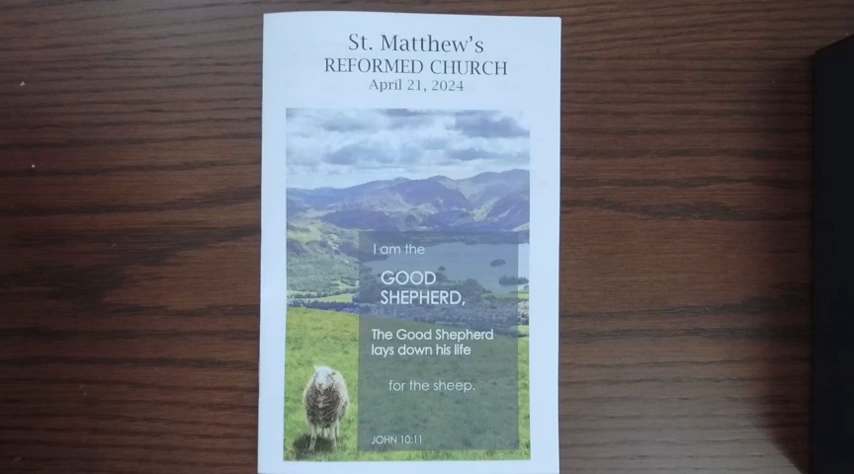 St. Matthew's
REFORMED CHURCH
April 21, 2024
I am the
GOOD
SHEPHERD,
The Good Shepherd
lays down his life
for the sheep.
JOHN 10:11